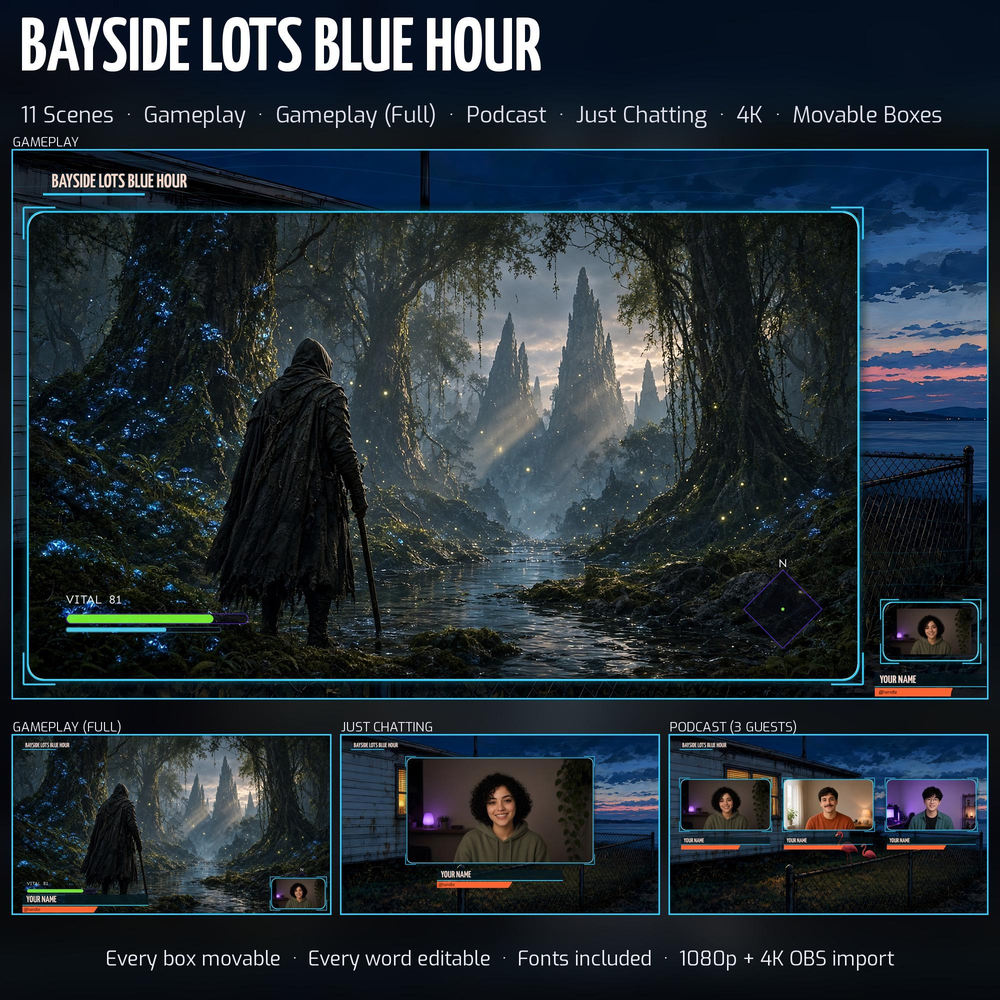 BAYSIDE LOTS BLUE HOUR
11 Scenes · Gameplay · Gameplay (Full) · Podcast · Just Chatting · 4K · Movable Boxes
GAMEPLAY
BAYSIDE LOTS BLUE HOUR
N
VITAL 81
YOUR NAME
@handle
GAMEPLAY (FULL)
JUST CHATTING
PODCAST (3 GUESTS)
BAYSIDE LOTS BLUE HOUR
BAYSIDE LOTS BLUE HOUR
BAYSIDE LOTS BLUE HOUR
VITAL 81
YOUR NAME
@handle
YOUR NAME
@handle
YOUR NAME
YOUR NAME
YOUR NAME
Every box movable · Every word editable · Fonts included · 1080p + 4K OBS import